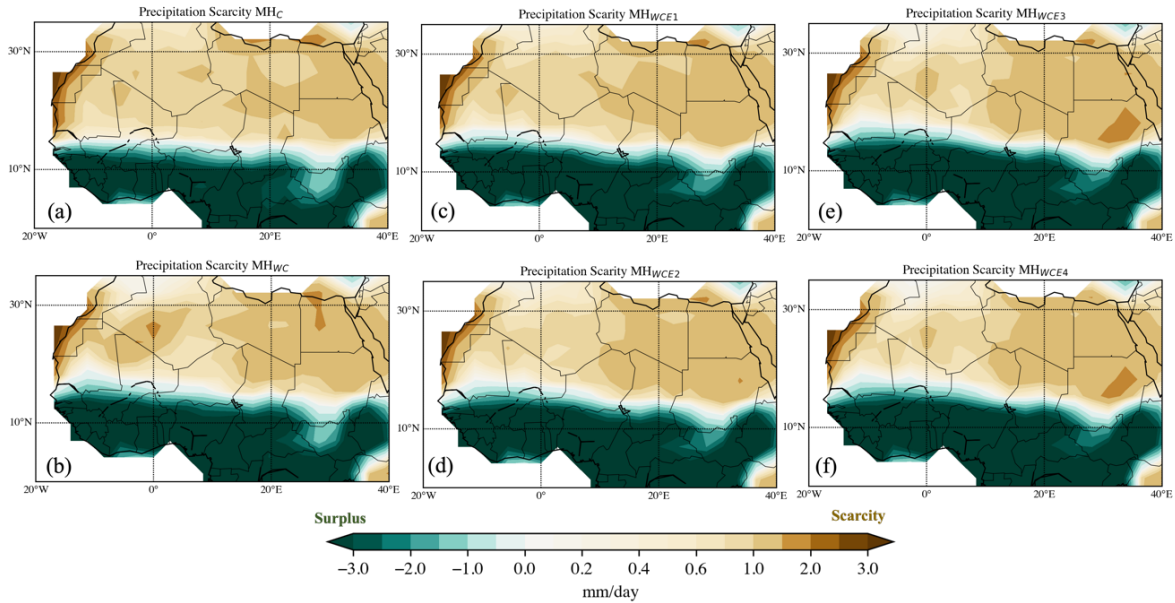 Precipitation Scarcity MH_C
30°N
10°N
(a)
20°W 0° 20°E 40°E
Precipitation Scarity MH_WCE1
30°N
10°N
(c)
20°W 0° 20°E 40°E
Precipitation Scarity MH_WCE3
30°N
10°N
(e)
20°W 0° 20°E 40°E
Precipitation Scarcity MH_WC
30°N
10°N
(b)
20°W 0° 20°E 40°E
Precipitation Scarity MH_WCE2
30°N
10°N
(d)
20°W 0° 20°E 40°E
Precipitation Scarcity MH_WCE4
30°N
10°N
(f)
20°W 0° 20°E 40°E
Surplus Scarcity
−3.0 −2.0 −1.0 0.0 0.2 0.4 0.6 1.0 2.0 3.0
mm/day